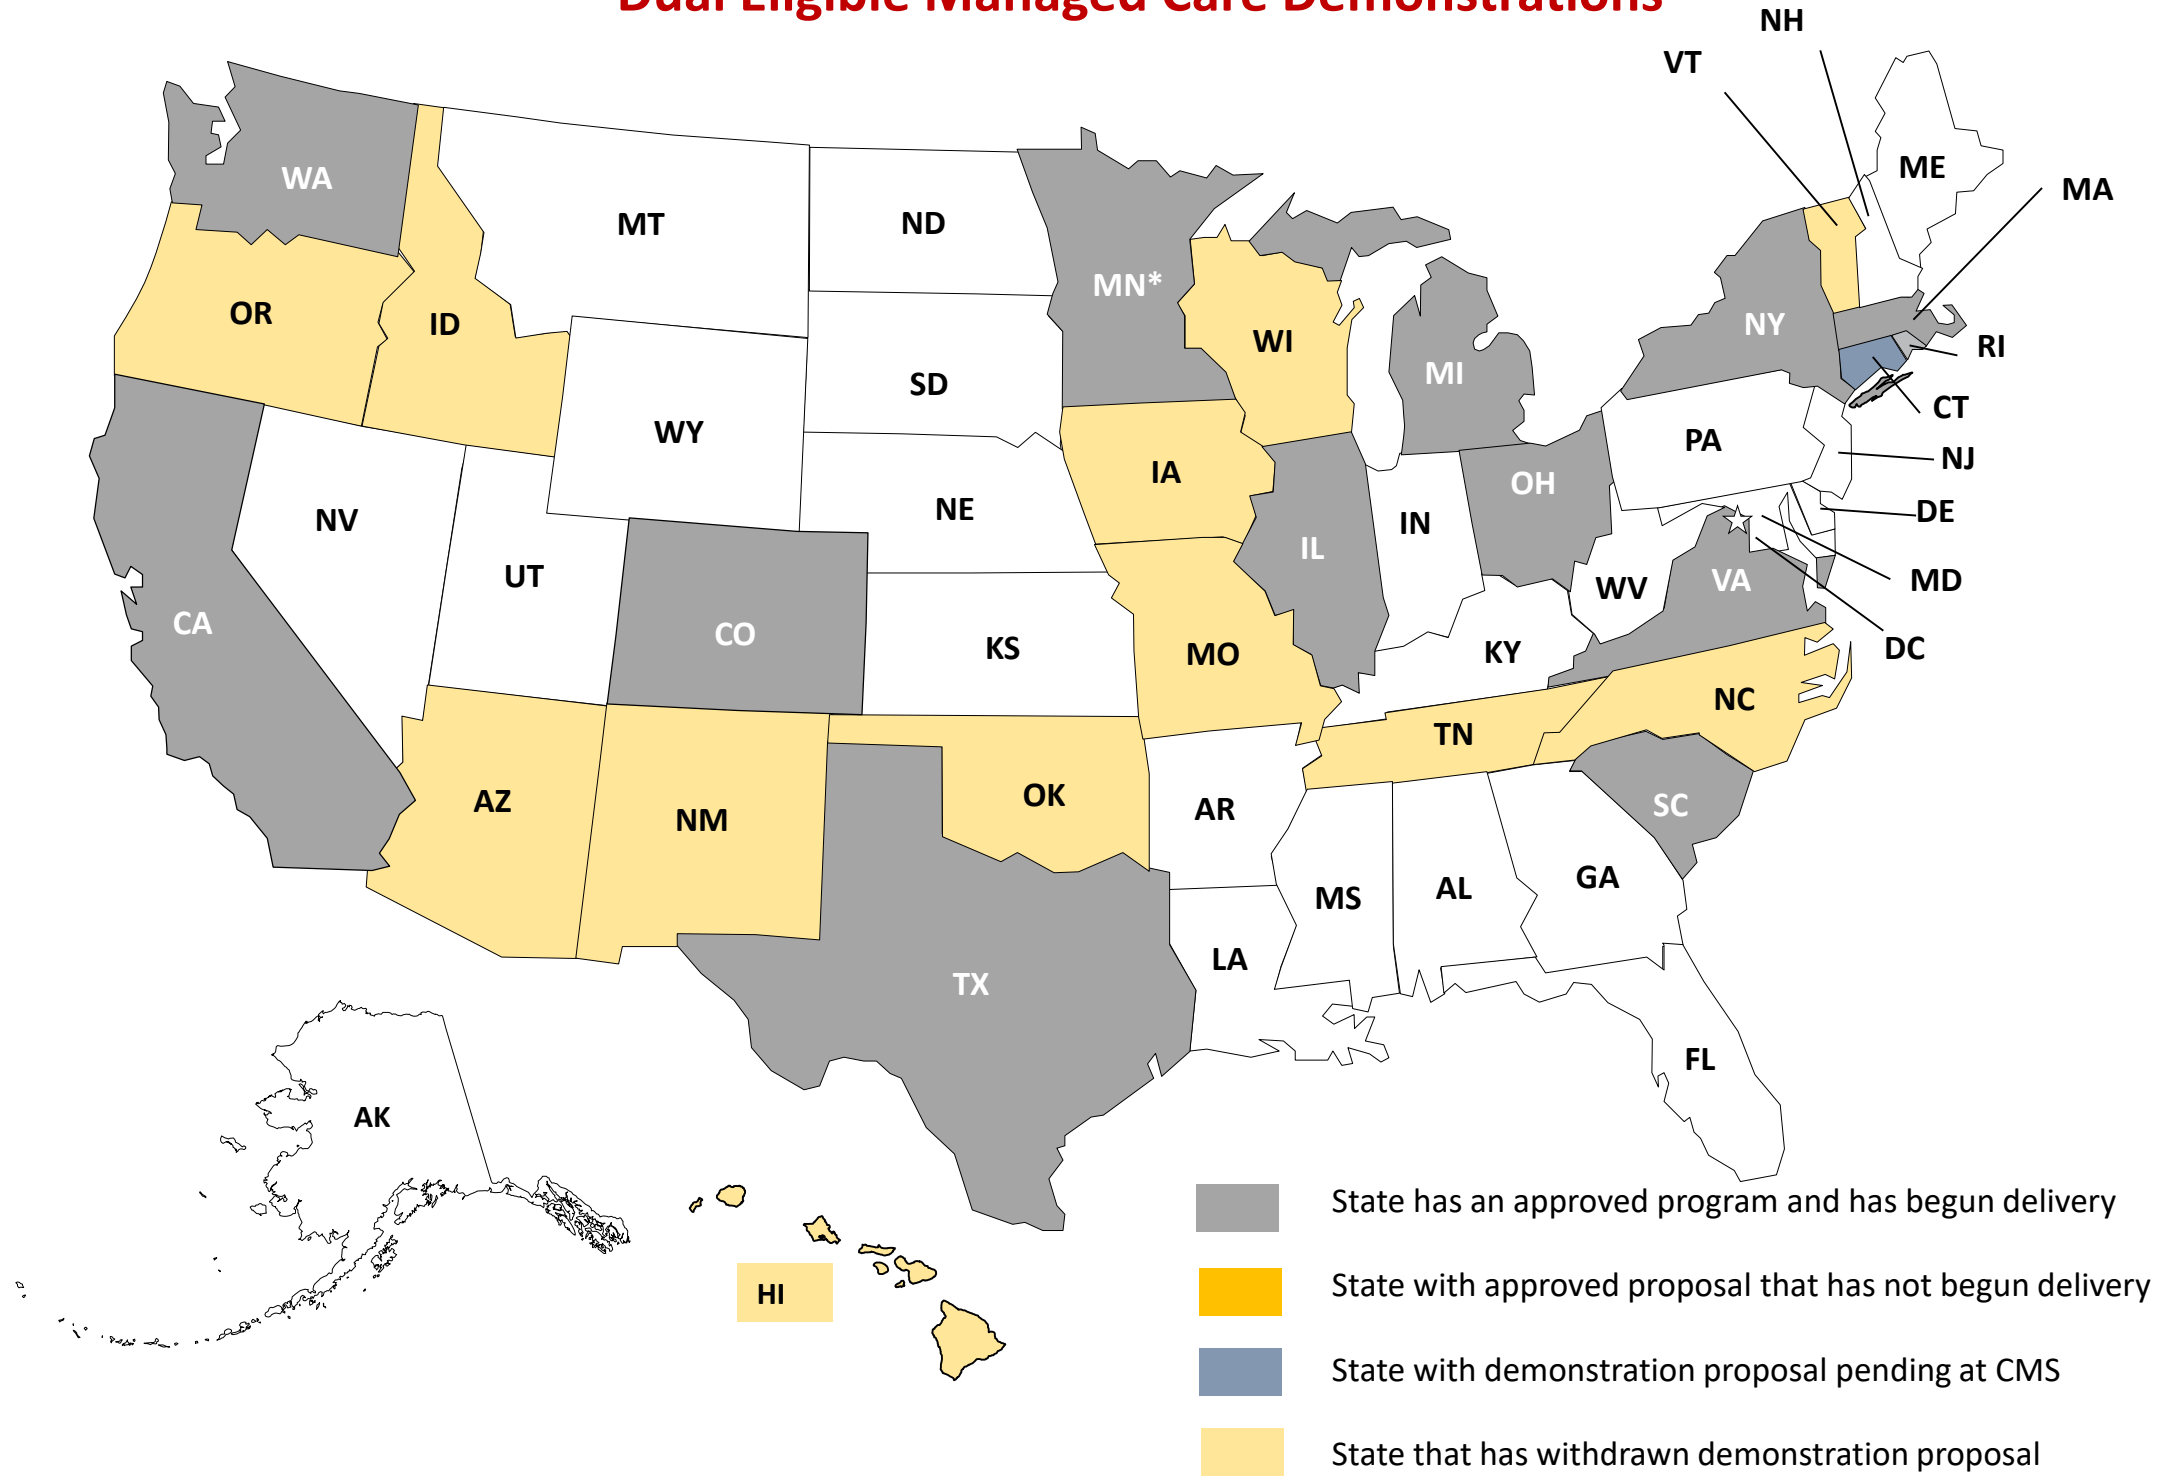 Dual Eligible Managed Care Demonstrations
NH
VT
ME
MA
WA
MT
ND
MN*
OR
ID
WI
NY
RI
MI
SD
CT
WY
PA
NJ
IA
OH
NE
DE
NV
IN
IL
UT
VA
MD
WV
CA
CO
KS
MO
KY
DC
NC
TN
AZ
NM
OK
AR
SC
GA
MS
AL
LA
TX
FL
AK
HI
State has an approved program and has begun delivery
State with approved proposal that has not begun delivery
State with demonstration proposal pending at CMS
State that has withdrawn demonstration proposal